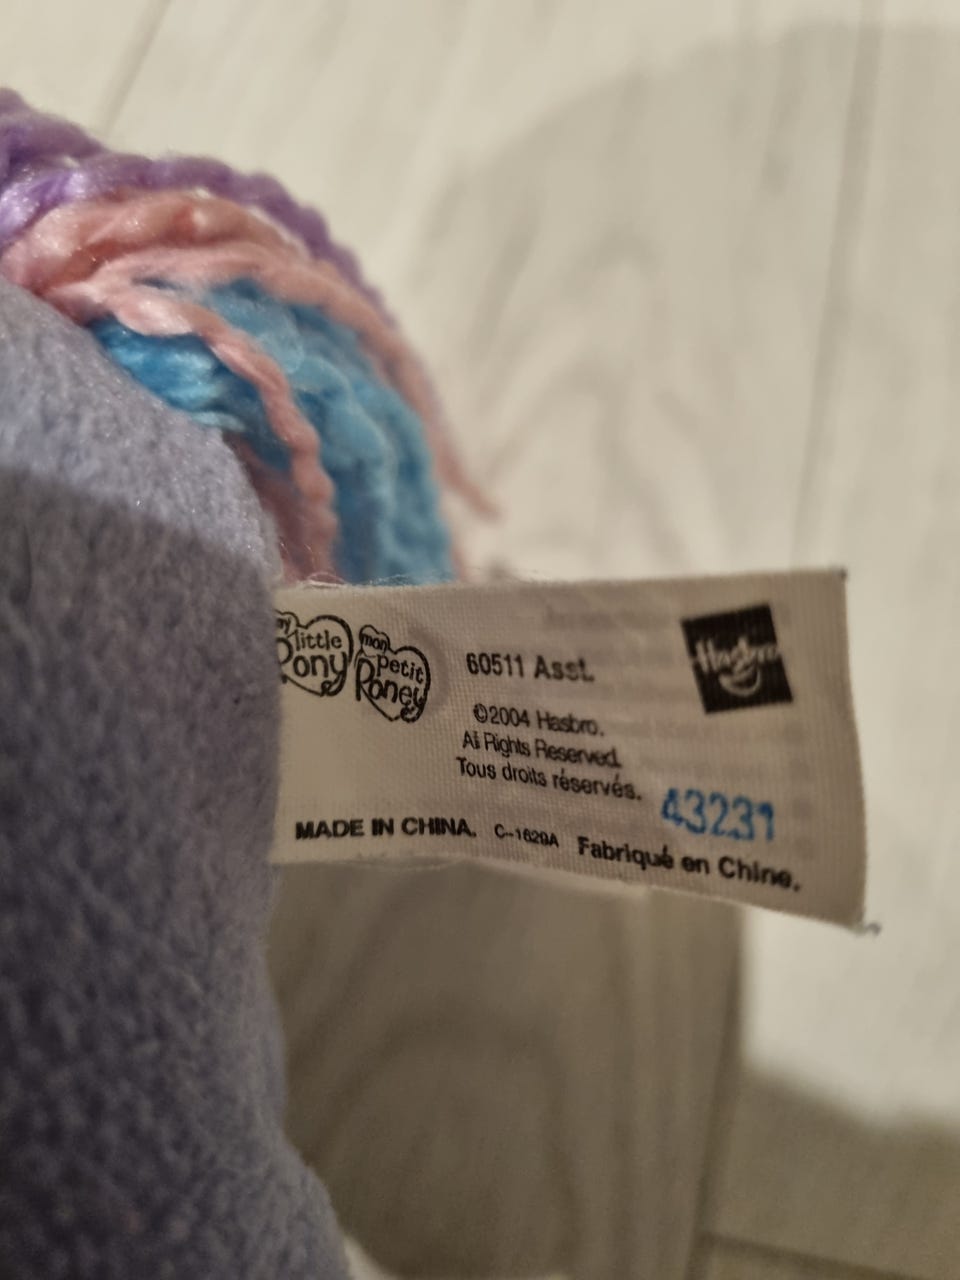 my
little
Pony
mon
petit
Poney
60511 Asst.
Hasbro
©2004 Hasbro.
All Rights Reserved.
Tous droits réservés.
43231
MADE IN CHINA. C-1629A Fabriqué en Chine.